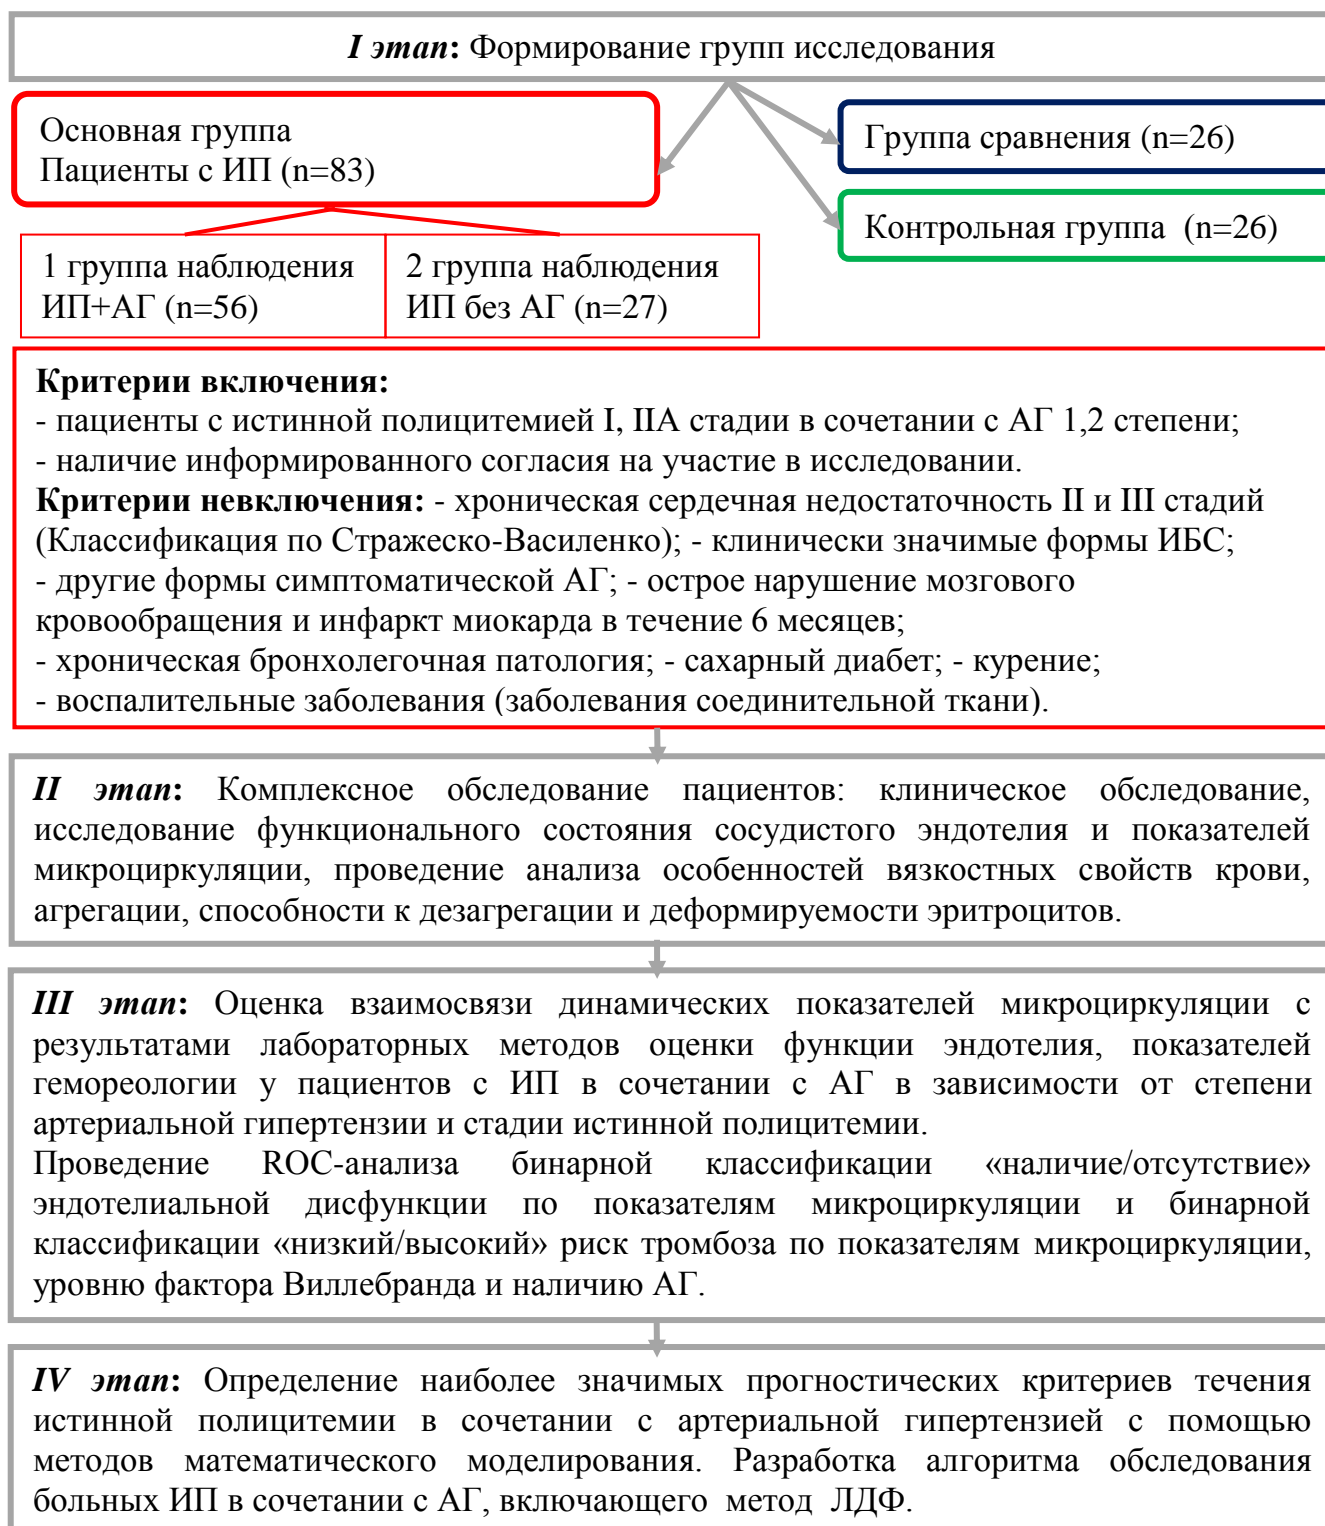 I этап: Формирование групп исследования
Основная группа
Пациенты с ИП (n=83)
Группа сравнения (n=26)
Контрольная группа (n=26)
1 группа наблюдения
ИП+АГ (n=56)
2 группа наблюдения
ИП без АГ (n=27)
Критерии включения:
- пациенты с истинной полицитемией I, IIА стадии в сочетании с АГ 1,2 степени;
- наличие информированного согласия на участие в исследовании.
Критерии невключения: - хроническая сердечная недостаточность II и III стадий
(Классификация по Стражеско-Василенко); - клинически значимые формы ИБС;
- другие формы симптоматической АГ; - острое нарушение мозгового
кровообращения и инфаркт миокарда в течение 6 месяцев;
- хроническая бронхолегочная патология; - сахарный диабет; - курение;
- воспалительные заболевания (заболевания соединительной ткани).
II этап: Комплексное обследование пациентов: клиническое обследование,
исследование функционального состояния сосудистого эндотелия и показателей
микроциркуляции, проведение анализа особенностей вязкостных свойств крови,
агрегации, способности к дезагрегации и деформируемости эритроцитов.
III этап: Оценка взаимосвязи динамических показателей микроциркуляции с
результатами лабораторных методов оценки функции эндотелия, показателей
гемореологии у пациентов с ИП в сочетании с АГ в зависимости от степени
артериальной гипертензии и стадии истинной полицитемии.
Проведение ROC-анализа бинарной классификации «наличие/отсутствие»
эндотелиальной дисфункции по показателям микроциркуляции и бинарной
классификации «низкий/высокий» риск тромбоза по показателям микроциркуляции,
уровню фактора Виллебранда и наличию АГ.
IV этап: Определение наиболее значимых прогностических критериев течения
истинной полицитемии в сочетании с артериальной гипертензией с помощью
методов математического моделирования. Разработка алгоритма обследования
больных ИП в сочетании с АГ, включающего метод ЛДФ.